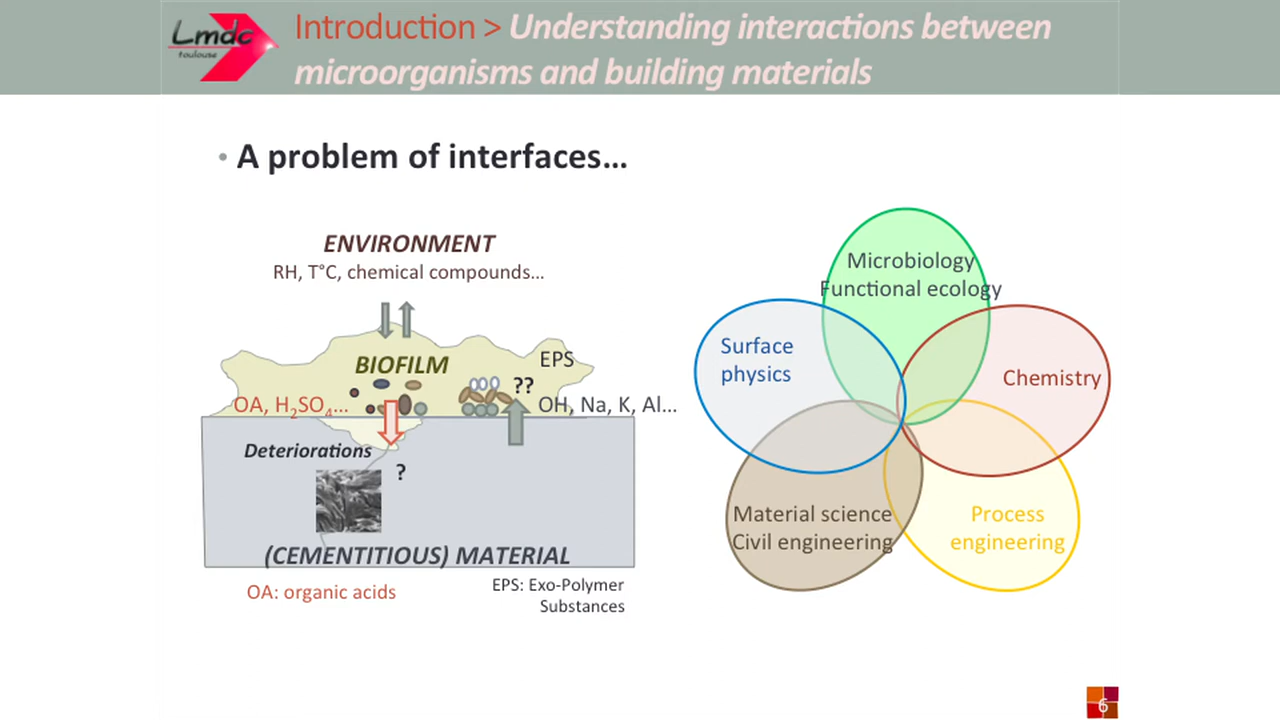 Lmdc
toulouse
Introduction > Understanding interactions between
microorganisms and building materials
• A problem of interfaces...
ENVIRONMENT
RH, T°C, chemical compounds...
BIOFILM
EPS
??
OA, H₂SO₄...
OH, Na, K, Al...
Deteriorations
?
(CEMENTITIOUS) MATERIAL
OA: organic acids
EPS: Exo-Polymer
Substances
Microbiology
Functional ecology
Surface
physics
Chemistry
Material science
Civil engineering
Process
engineering
6